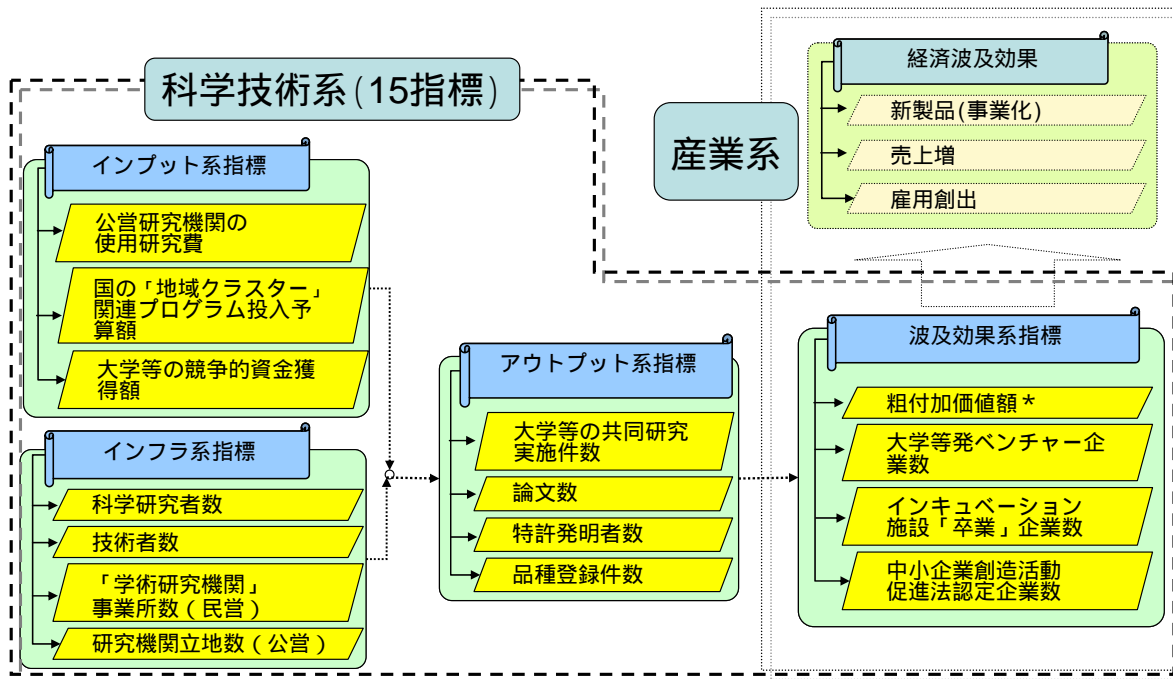 科学技術系(15指標)
産業系
経済波及効果
新製品(事業化)
売上増
雇用創出
インプット系指標
公営研究機関の
使用研究費
国の「地域クラスター」
関連プログラム投入予
算額
大学等の競争的資金獲
得額
インフラ系指標
科学研究者数
技術者数
「学術研究機関」
事業所数(民営)
研究機関立地数(公営)
アウトプット系指標
大学等の共同研究
実施件数
論文数
特許発明者数
品種登録件数
波及効果系指標
粗付加価値額*
大学等発ベンチャー企
業数
インキュベーション
施設「卒業」企業数
中小企業創造活動
促進法認定企業数